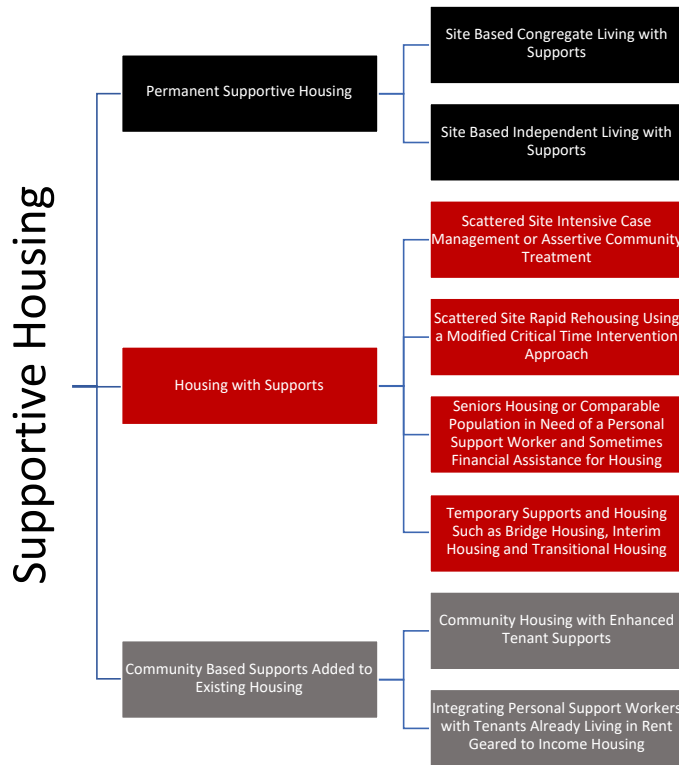 Supportive Housing
Permanent Supportive Housing
Site Based Congregate Living with
Supports
Site Based Independent Living with
Supports
Housing with Supports
Scattered Site Intensive Case
Management or Assertive Community
Treatment
Scattered Site Rapid Rehousing Using
a Modified Critical Time Intervention
Approach
Seniors Housing or Comparable
Population in Need of a Personal
Support Worker and Sometimes
Financial Assistance for Housing
Temporary Supports and Housing
Such as Bridge Housing, Interim
Housing and Transitional Housing
Community Based Supports Added to
Existing Housing
Community Housing with Enhanced
Tenant Supports
Integrating Personal Support Workers
with Tenants Already Living in Rent
Geared to Income Housing